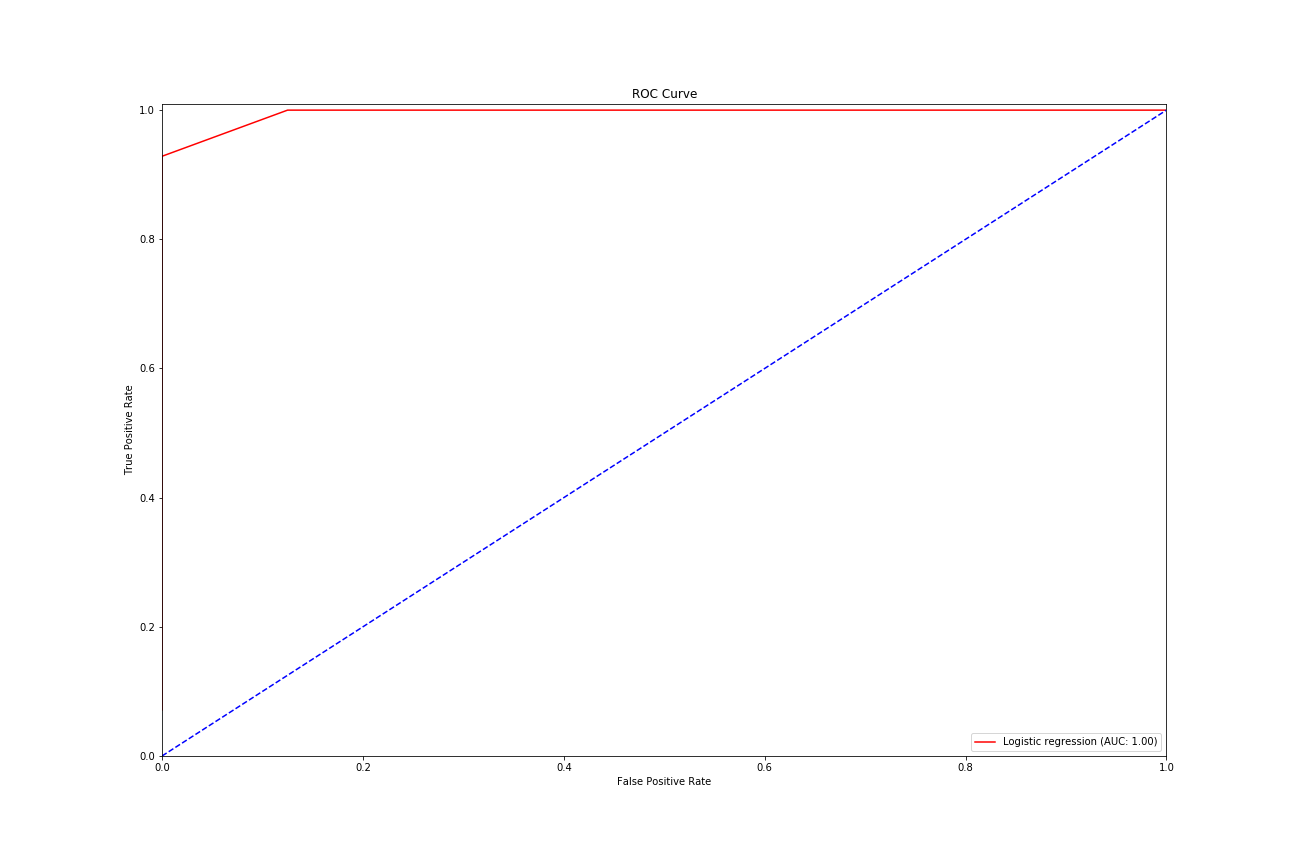 ROC Curve
1.0
0.8
0.6
0.4
0.2
0.0
True Positive Rate
0.0 0.2 0.4 0.6 0.8 1.0
False Positive Rate
Logistic regression (AUC: 1.00)